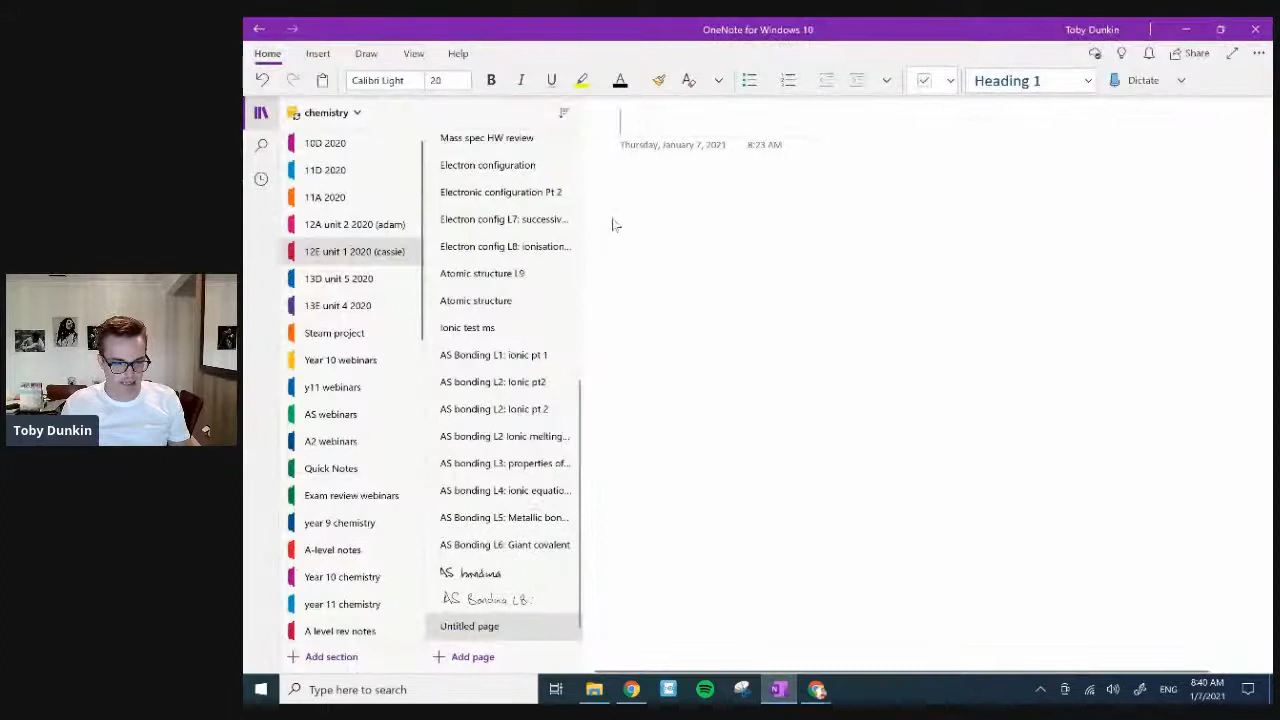 OneNote for Windows 10
Toby Dunkin
Home Insert Draw View Help
Share
Calibri Light 20 B I U A Heading 1 Dictate
chemistry
10D 2020
11D 2020
11A 2020
12A unit 2 2020 (adam)
12E unit 1 2020 (cassie)
13D unit 5 2020
13E unit 4 2020
Steam project
Year 10 webinars
y11 webinars
AS webinars
A2 webinars
Quick Notes
Exam review webinars
year 9 chemistry
A-level notes
Year 10 chemistry
year 11 chemistry
A level rev notes
Add section
Mass spec HW review
Electron configuration
Electronic configuration Pt 2
Electron config L7: successiv...
Electron config L8: ionisation...
Atomic structure L9
Atomic structure
Ionic test ms
AS Bonding L1: ionic pt 1
AS bonding L2: Ionic pt2
AS bonding L2: Ionic pt 2
AS bonding L2 Ionic melting...
AS bonding L3: properties of...
AS bonding L4: ionic equatio...
AS Bonding L5: Metallic bon...
AS Bonding L6: Giant covalent
AS bonding
AS Bonding L8:
Untitled page
Add page
Thursday, January 7, 2021 8:23 AM
Toby Dunkin
Type here to search
ENG
8:40 AM
1/7/2021